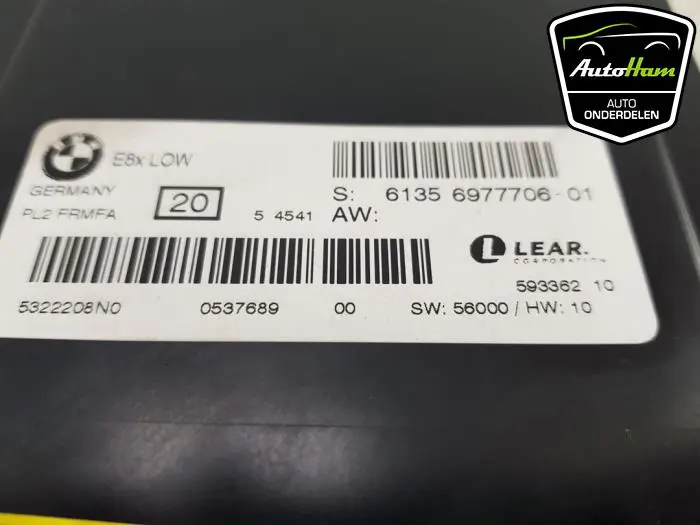 AutoHam
AUTO
ONDERDELEN
BMW
E8x LOW
GERMANY
PL2 FRMFA
20
5 4541
S: 6135 6977706-01
AW:
LEAR.
CORPORATION
593362 10
5322208N0 0537689 00 SW: 56000 / HW: 10